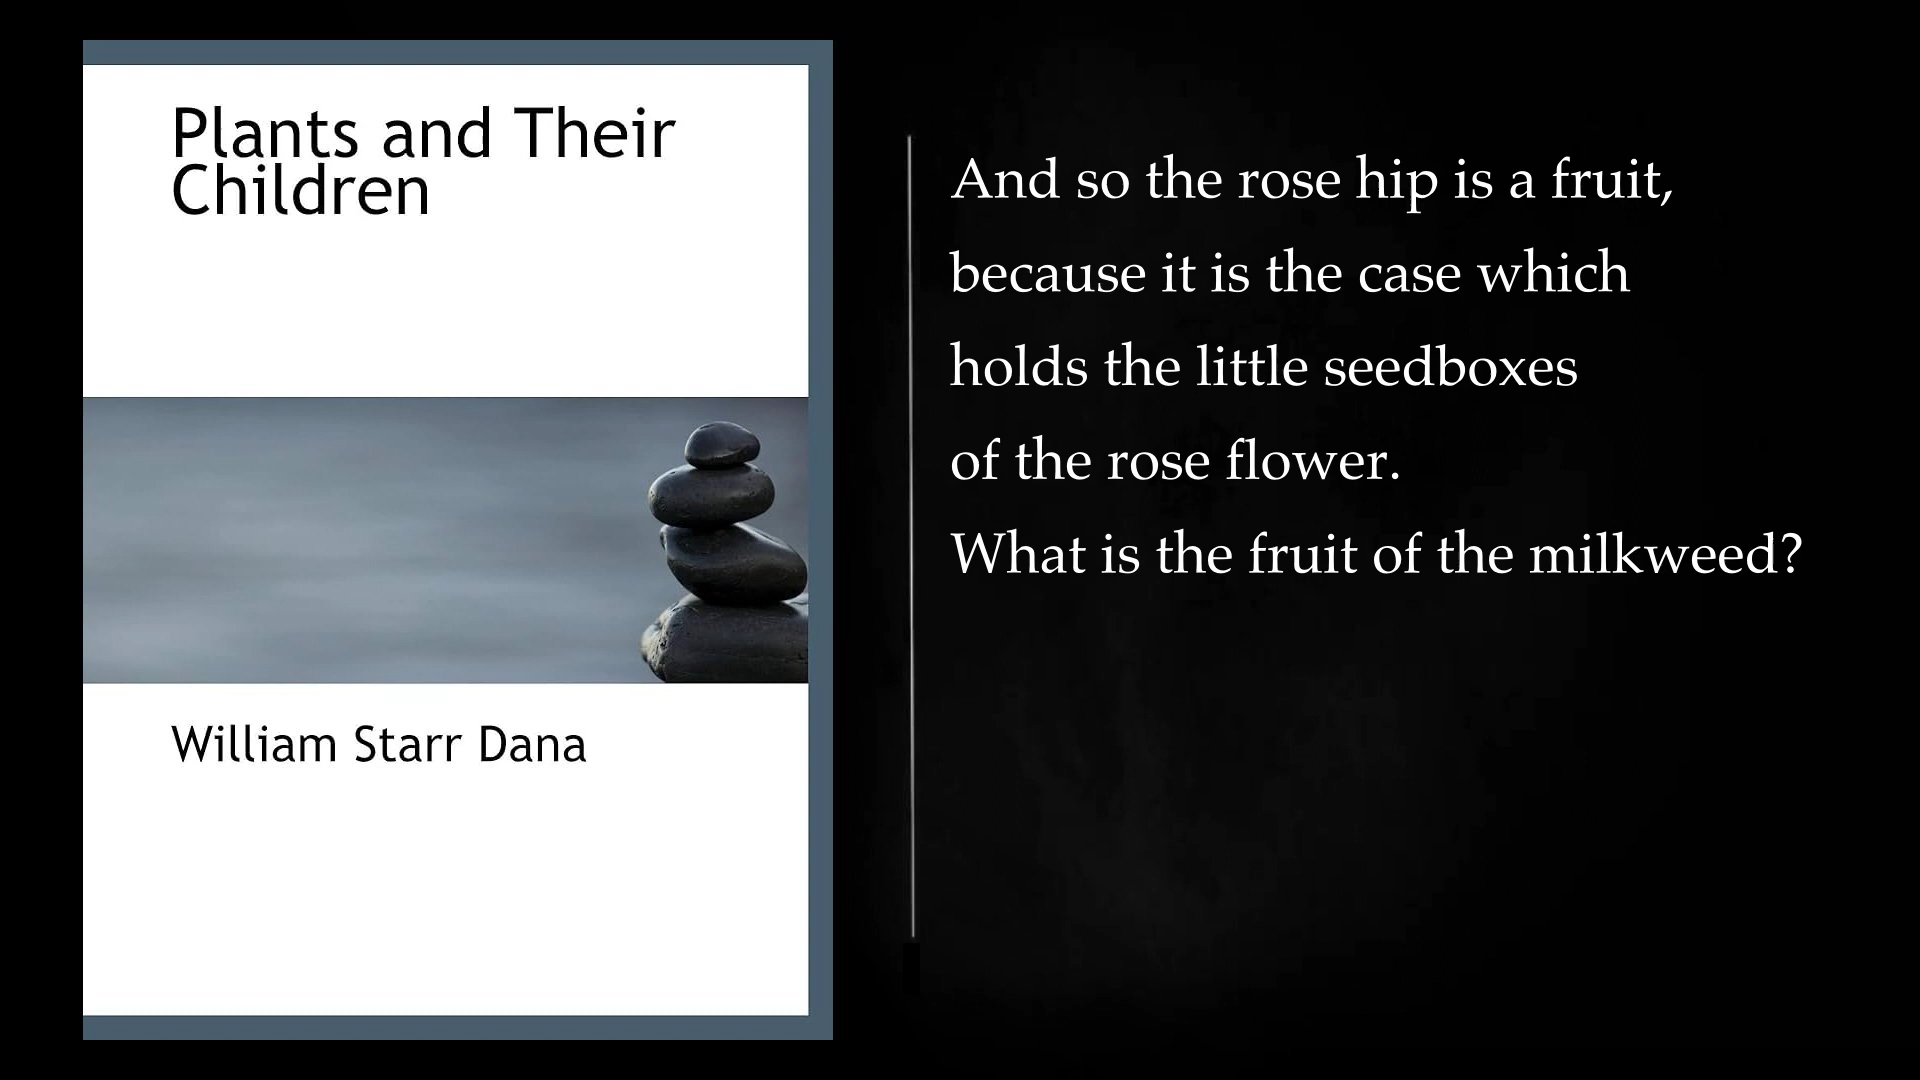 Plants and Their
Children
William Starr Dana
And so the rose hip is a fruit,
because it is the case which
holds the little seedboxes
of the rose flower.
What is the fruit of the milkweed?